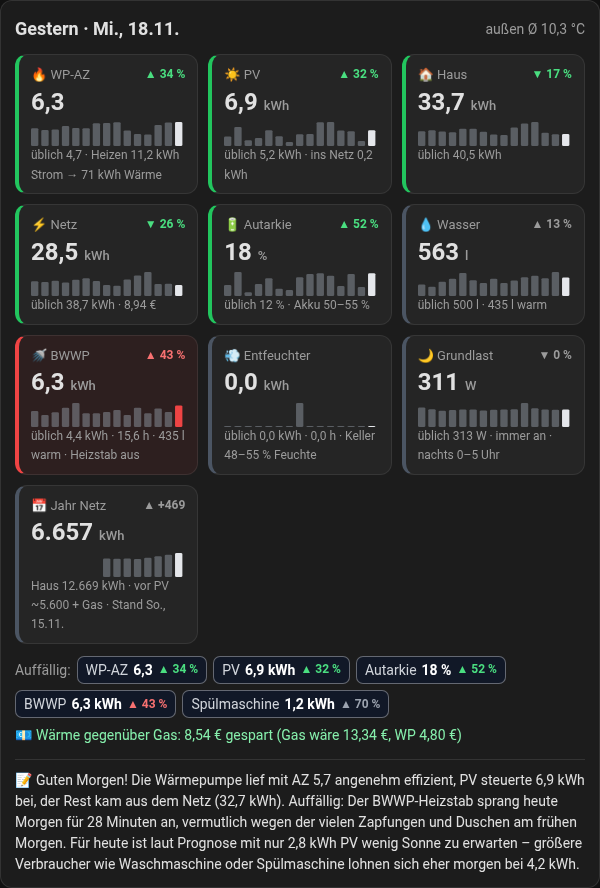 Gestern · Mi., 18.11.
außen Ø 10,3 °C
🔥 WP-AZ ▲ 34 %
6,3
üblich 4,7 · Heizen 11,2 kWh
Strom → 71 kWh Wärme
☀️ PV ▲ 32 %
6,9 kWh
üblich 5,2 kWh · ins Netz 0,2
kWh
🏠 Haus ▼ 17 %
33,7 kWh
üblich 40,5 kWh
⚡ Netz ▼ 26 %
28,5 kWh
üblich 38,7 kWh · 8,94 €
🔋 Autarkie ▲ 52 %
18 %
üblich 12 % · Akku 50–55 %
💧 Wasser ▲ 13 %
563 l
üblich 500 l · 435 l warm
🚿 BWWP ▲ 43 %
6,3 kWh
üblich 4,4 kWh · 15,6 h · 435 l
warm · Heizstab aus
💨 Entfeuchter
0,0 kWh
üblich 0,0 kWh · 0,0 h · Keller
48–55 % Feuchte
🌙 Grundlast ▼ 0 %
311 W
üblich 313 W · immer an ·
nachts 0–5 Uhr
📅 Jahr Netz ▲ +469
6.657 kWh
Haus 12.669 kWh · vor PV
~5.600 + Gas · Stand So.,
15.11.
Auffällig: WP-AZ 6,3 ▲ 34 % PV 6,9 kWh ▲ 32 % Autarkie 18 % ▲ 52 %
BWWP 6,3 kWh ▲ 43 % Spülmaschine 1,2 kWh ▲ 70 %
💶 Wärme gegenüber Gas: 8,54 € gespart (Gas wäre 13,34 €, WP 4,80 €)
📝 Guten Morgen! Die Wärmepumpe lief mit AZ 5,7 angenehm effizient, PV steuerte 6,9 kWh
bei, der Rest kam aus dem Netz (32,7 kWh). Auffällig: Der BWWP-Heizstab sprang heute
Morgen für 28 Minuten an, vermutlich wegen der vielen Zapfungen und Duschen am frühen
Morgen. Für heute ist laut Prognose mit nur 2,8 kWh PV wenig Sonne zu erwarten – größere
Verbraucher wie Waschmaschine oder Spülmaschine lohnen sich eher morgen bei 4,2 kWh.